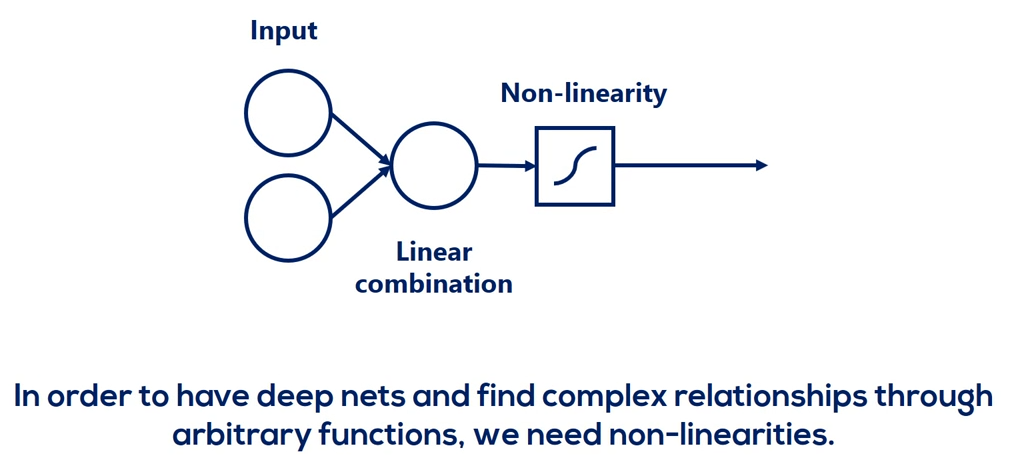 Input
Non-linearity
Linear
combination
In order to have deep nets and find complex relationships through
arbitrary functions, we need non-linearities.